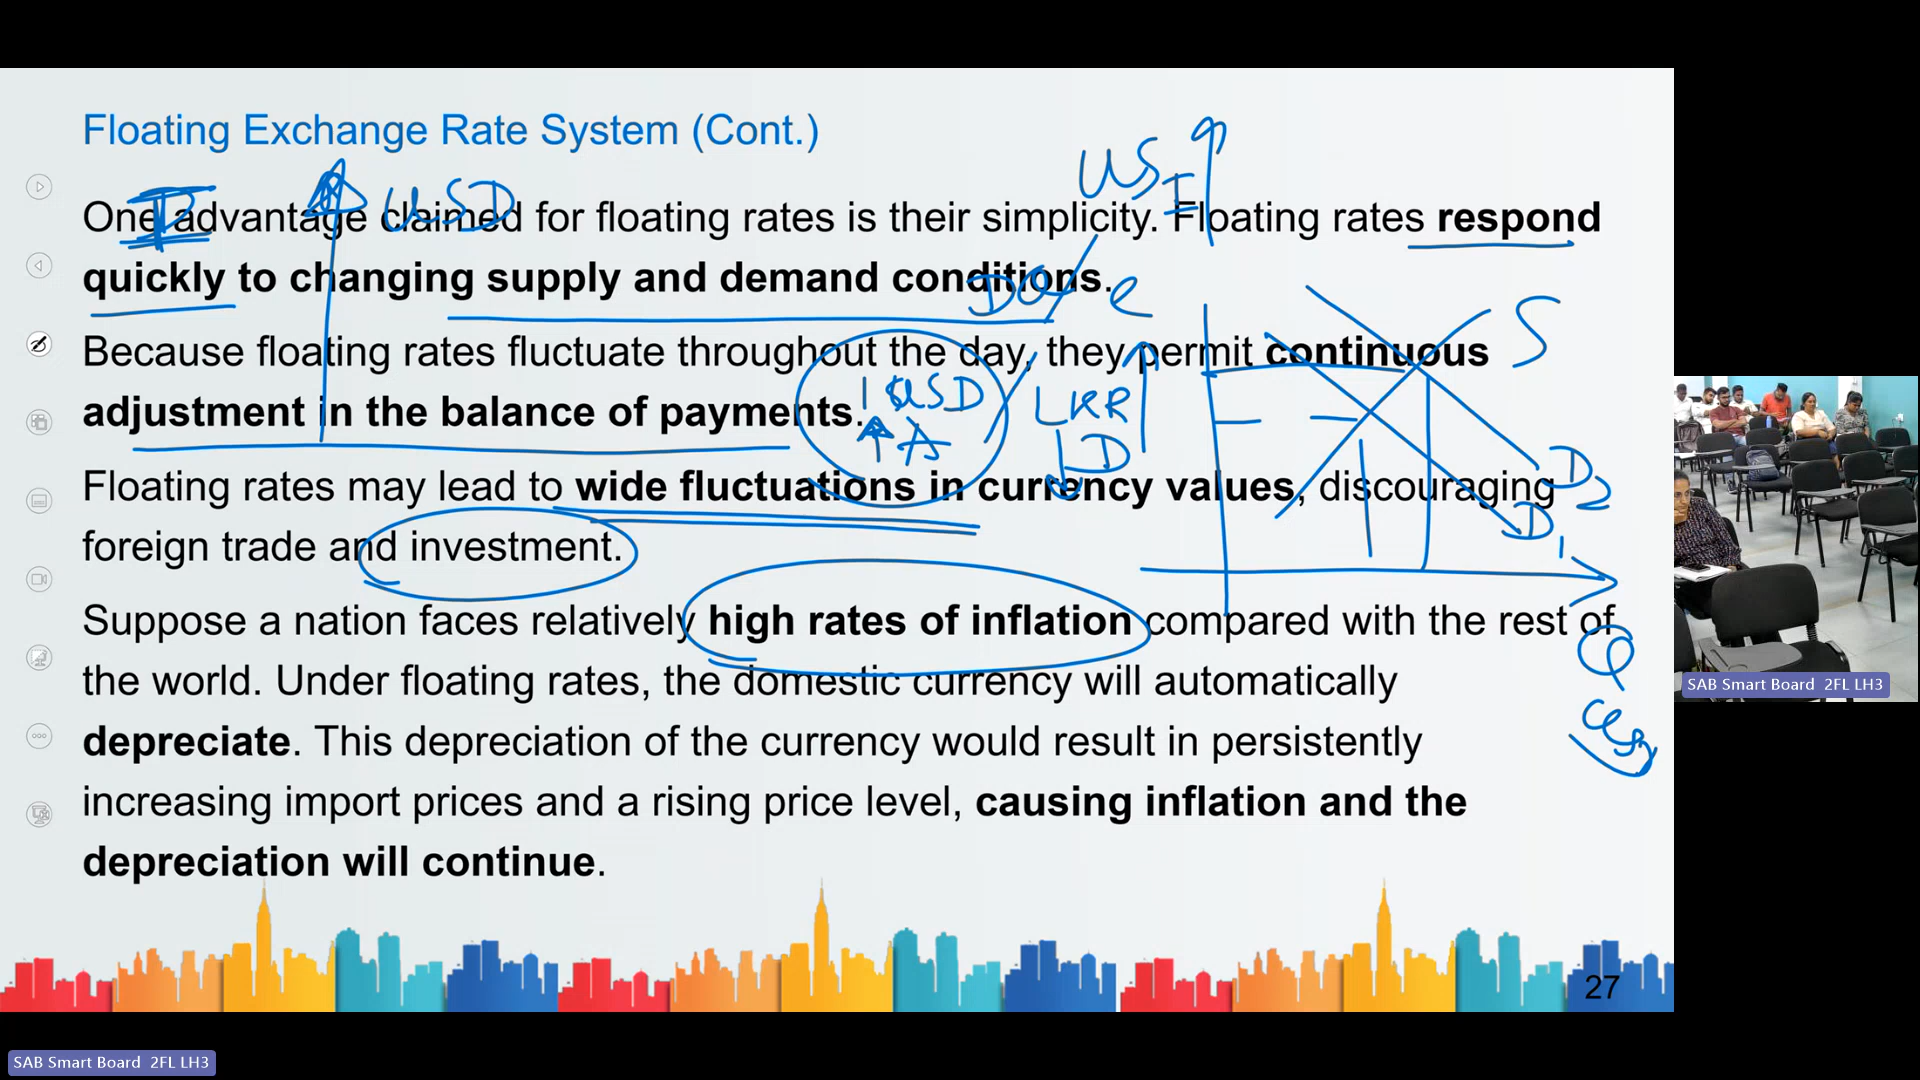 Floating Exchange Rate System (Cont.)
US I
I USD
One advantage claimed for floating rates is their simplicity. Floating rates respond
quickly to changing supply and demand conditions.
e
S
Because floating rates fluctuate throughout the day, they permit continuous
adjustment in the balance of payments.
USD
LKR
A
D
Floating rates may lead to wide fluctuations in currency values, discouraging
D2
D1
foreign trade and investment.
Suppose a nation faces relatively high rates of inflation compared with the rest of
Q
the world. Under floating rates, the domestic currency will automatically
depreciate. This depreciation of the currency would result in persistently
increasing import prices and a rising price level, causing inflation and the
depreciation will continue.
27
SAB Smart Board 2FL LH3
SAB Smart Board 2FL LH3